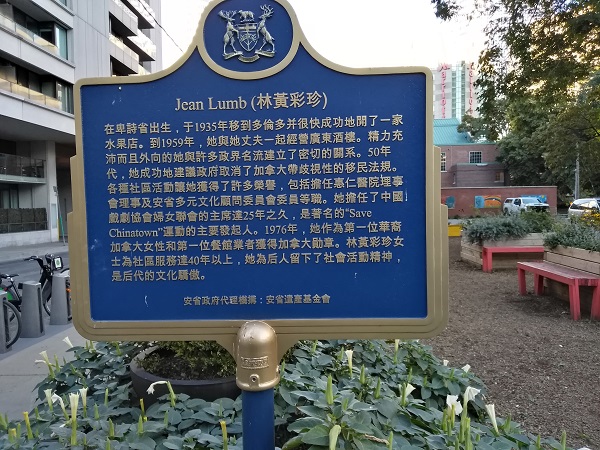 Jean Lumb (林黃彩珍)
在卑詩省出生，于1935年移到多倫多并很快成功地開了一家
水果店。到1959年，她與她丈夫一起經營廣東酒樓。精力充
沛而且外向的她與許多政界名流建立了密切的關系。50年
代，她成功地建議政府取消了加拿大帶歧視性的移民法規。
各種社區活動讓她獲得了許多榮譽，包括擔任惠仁醫院理事
會理事及安省多元文化顧問委員會委員等職。她擔任了中國
戲劇協會婦女聯會的主席達25年之久，是著名的“Save
Chinatown”運動的主要發起人。1976年，她作為第一位華裔
加拿大女性和第一位餐館業者獲得加拿大勛章。林黃彩珍女
士為社區服務達40年以上，她為后人留下了社會活動精神，
是后代的文化驕傲。
安省政府代理機搆：安省遺產基金會